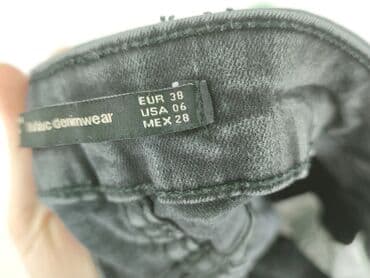 denimwear
EUR 38
USA 06
MEX 28